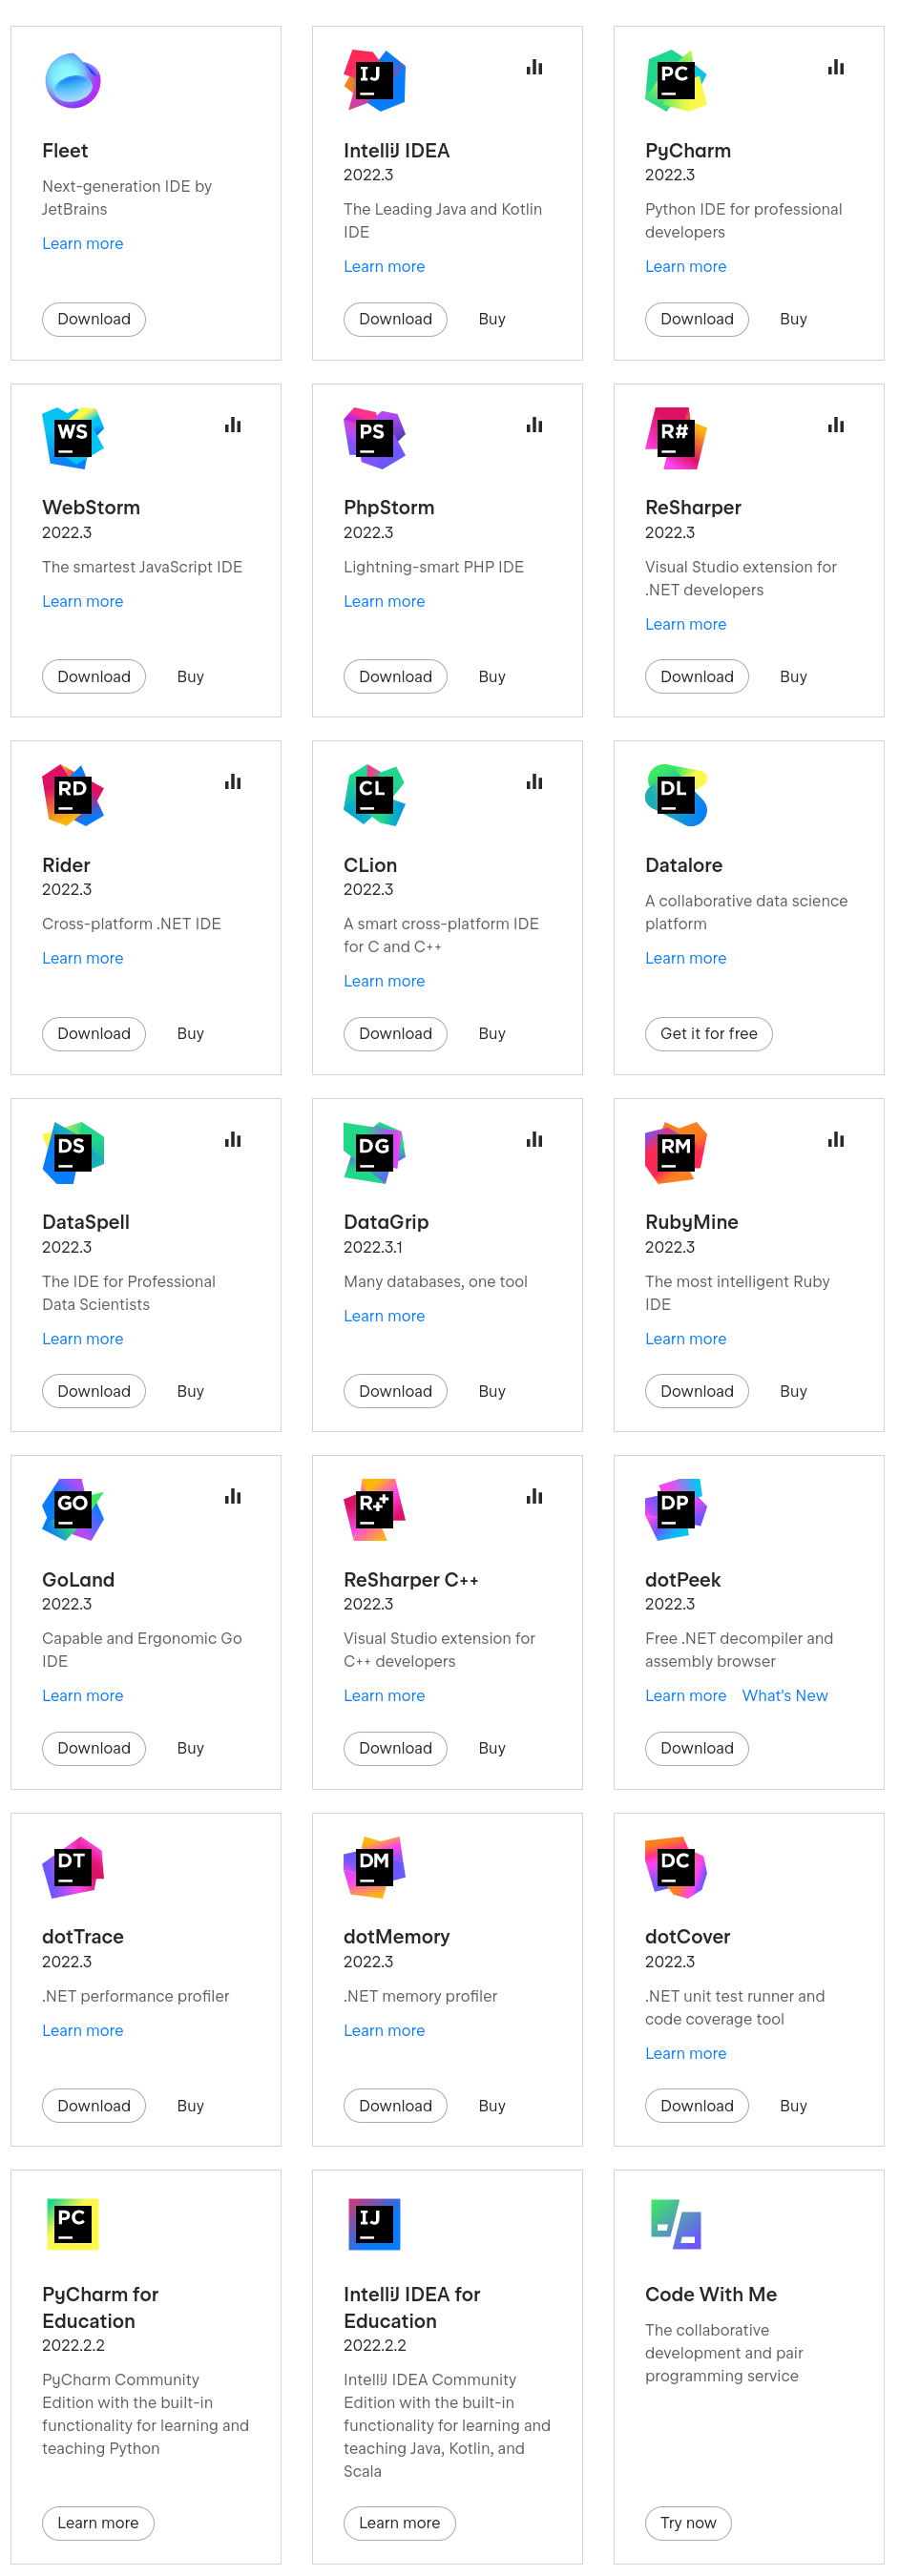 Fleet
Next-generation IDE by
JetBrains
Learn more
Download
IJ
IntelliJ IDEA
2022.3
The Leading Java and Kotlin
IDE
Learn more
Download Buy
PC
PyCharm
2022.3
Python IDE for professional
developers
Learn more
Download Buy
WS
WebStorm
2022.3
The smartest JavaScript IDE
Learn more
Download Buy
PS
PhpStorm
2022.3
Lightning-smart PHP IDE
Learn more
Download Buy
R#
ReSharper
2022.3
Visual Studio extension for
.NET developers
Learn more
Download Buy
RD
Rider
2022.3
Cross-platform .NET IDE
Learn more
Download Buy
CL
CLion
2022.3
A smart cross-platform IDE
for C and C++
Learn more
Download Buy
DL
Datalore
A collaborative data science
platform
Learn more
Get it for free
DS
DataSpell
2022.3
The IDE for Professional
Data Scientists
Learn more
Download Buy
DG
DataGrip
2022.3.1
Many databases, one tool
Learn more
Download Buy
RM
RubyMine
2022.3
The most intelligent Ruby
IDE
Learn more
Download Buy
GO
GoLand
2022.3
Capable and Ergonomic Go
IDE
Learn more
Download Buy
R++
ReSharper C++
2022.3
Visual Studio extension for
C++ developers
Learn more
Download Buy
DP
dotPeek
2022.3
Free .NET decompiler and
assembly browser
Learn more What's New
Download
DT
dotTrace
2022.3
.NET performance profiler
Learn more
Download Buy
DM
dotMemory
2022.3
.NET memory profiler
Learn more
Download Buy
DC
dotCover
2022.3
.NET unit test runner and
code coverage tool
Learn more
Download Buy
PC
PyCharm for
Education
2022.2.2
PyCharm Community
Edition with the built-in
functionality for learning and
teaching Python
Learn more
IJ
IntelliJ IDEA for
Education
2022.2.2
IntelliJ IDEA Community
Edition with the built-in
functionality for learning and
teaching Java, Kotlin, and
Scala
Learn more
Code With Me
The collaborative
development and pair
programming service
Try now